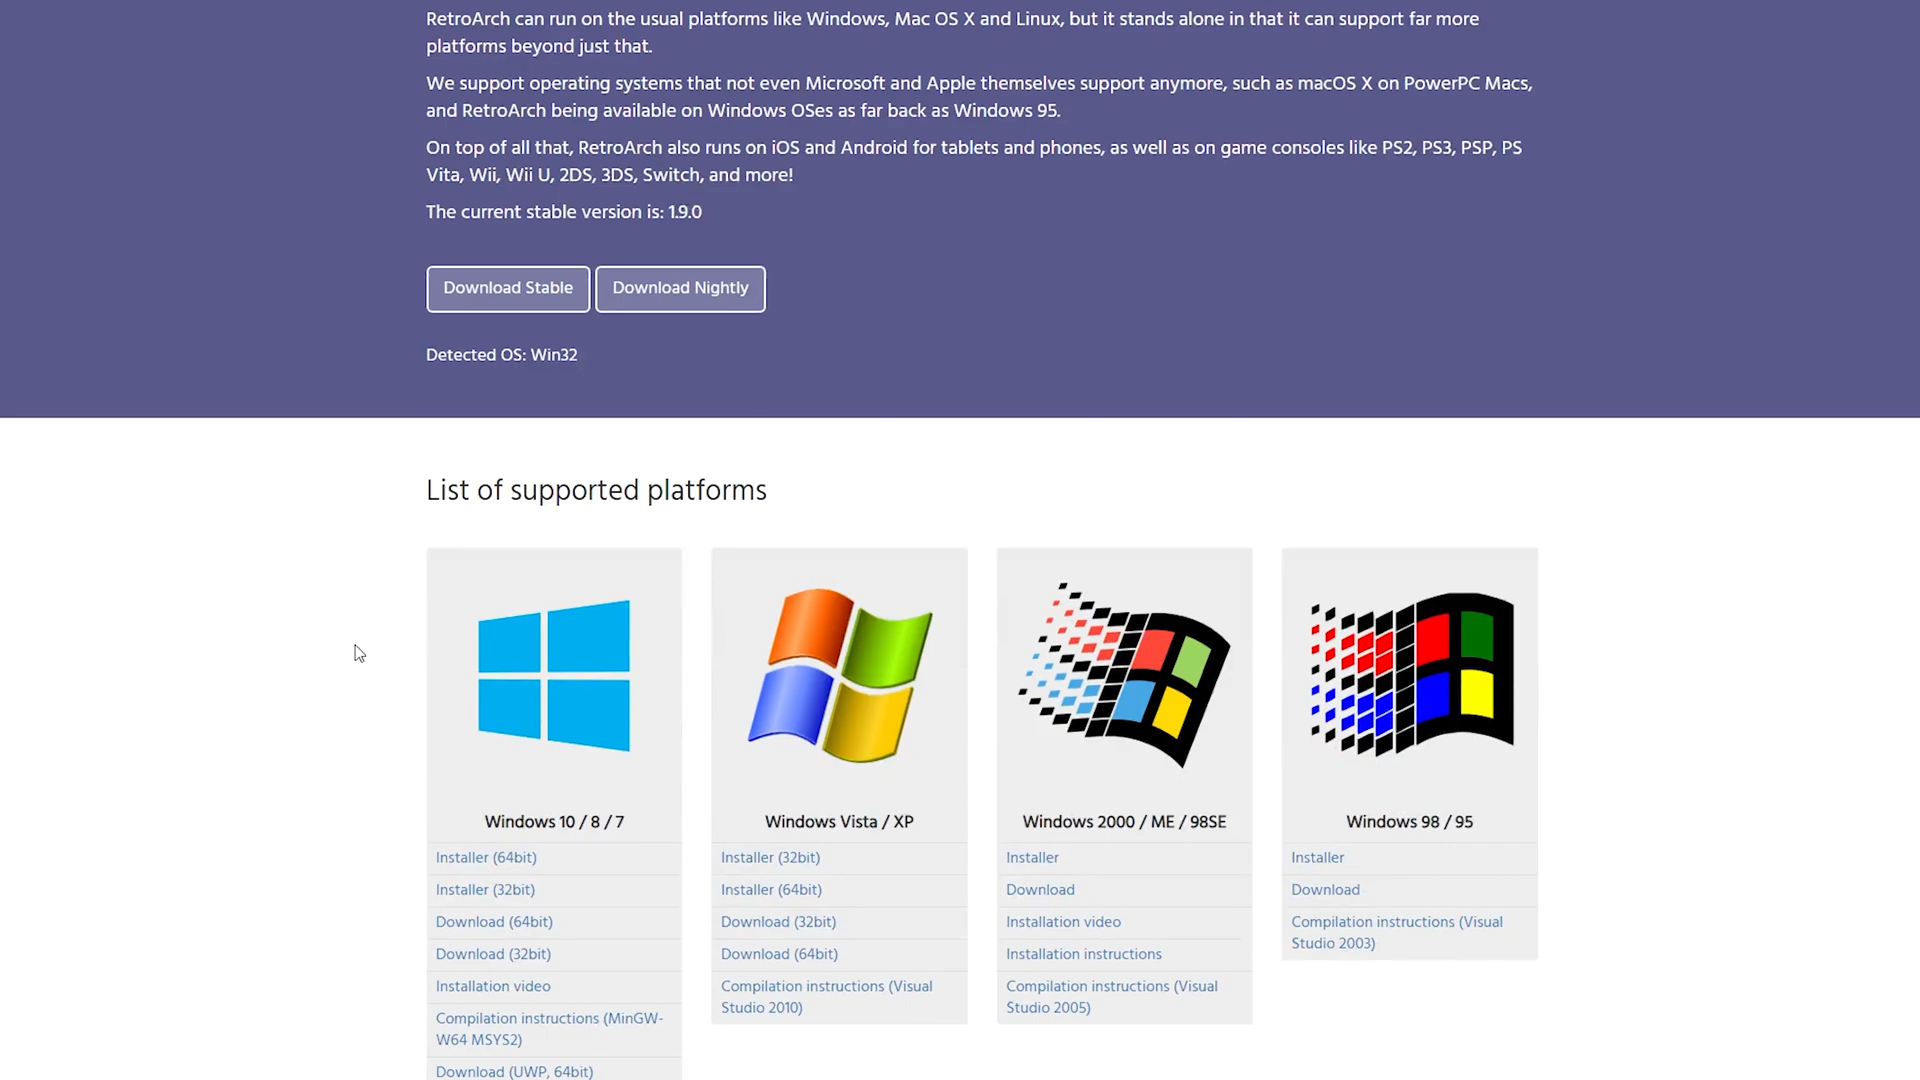 RetroArch can run on the usual platforms like Windows, Mac OS X and Linux, but it stands alone in that it can support far more
platforms beyond just that.
We support operating systems that not even Microsoft and Apple themselves support anymore, such as macOS X on PowerPC Macs,
and RetroArch being available on Windows OSes as far back as Windows 95.
On top of all that, RetroArch also runs on iOS and Android for tablets and phones, as well as on game consoles like PS2, PS3, PSP, PS
Vita, Wii, Wii U, 2DS, 3DS, Switch, and more!
The current stable version is: 1.9.0
Download Stable
Download Nightly
Detected OS: Win32
List of supported platforms
Windows 10 / 8 / 7
Installer (64bit)
Installer (32bit)
Download (64bit)
Download (32bit)
Installation video
Compilation instructions (MinGW-
W64 MSYS2)
Download (UWP, 64bit)
Windows Vista / XP
Installer (32bit)
Installer (64bit)
Download (32bit)
Download (64bit)
Compilation instructions (Visual
Studio 2010)
Windows 2000 / ME / 98SE
Installer
Download
Installation video
Installation instructions
Compilation instructions (Visual
Studio 2005)
Windows 98 / 95
Installer
Download
Compilation instructions (Visual
Studio 2003)